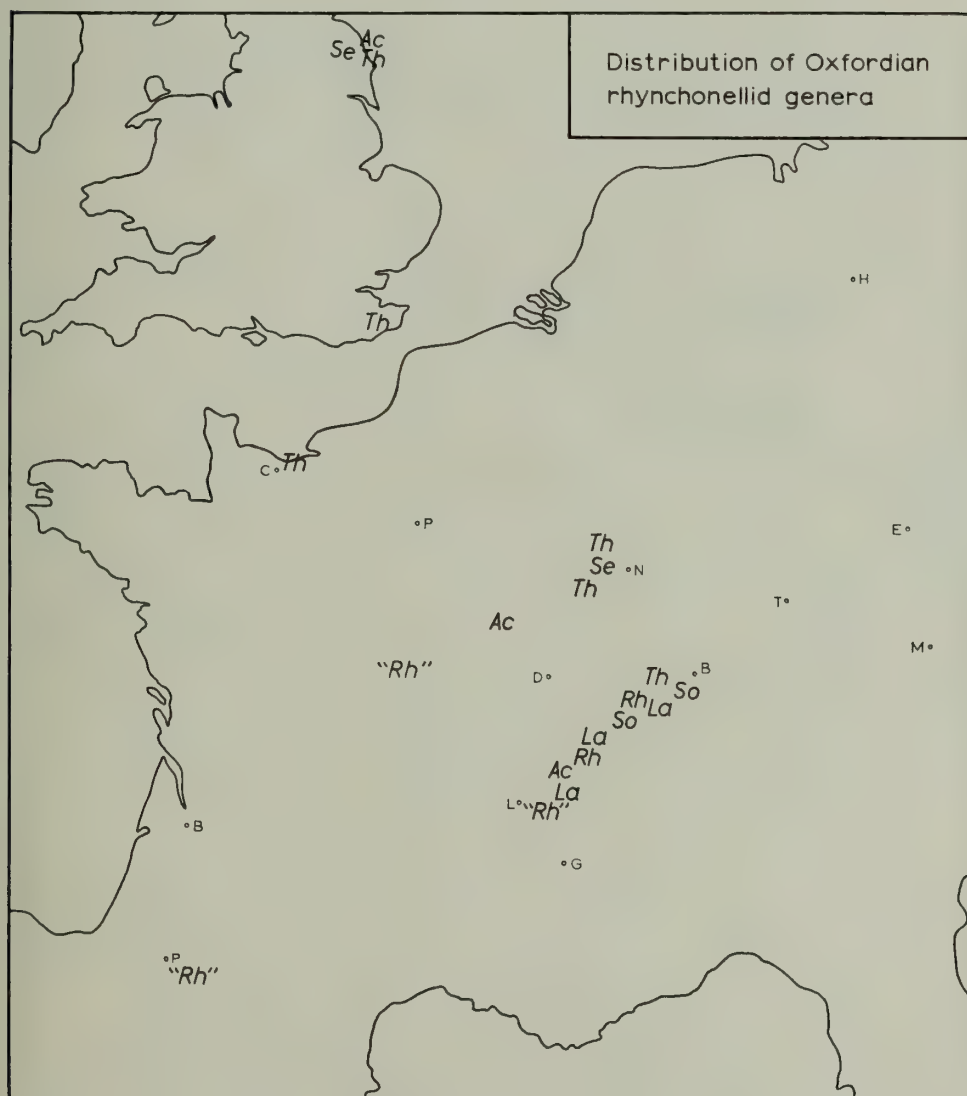 Distribution of Oxfordian
rhynchonellid genera
Ac
Se Th
H
Th
C Th
P
E
Th
Se N
Th
T
Ac
M
"Rh"
D
Th B
So
Rh La
So
La
Rh
Ac
La
L "Rh"
B
G
P
"Rh"